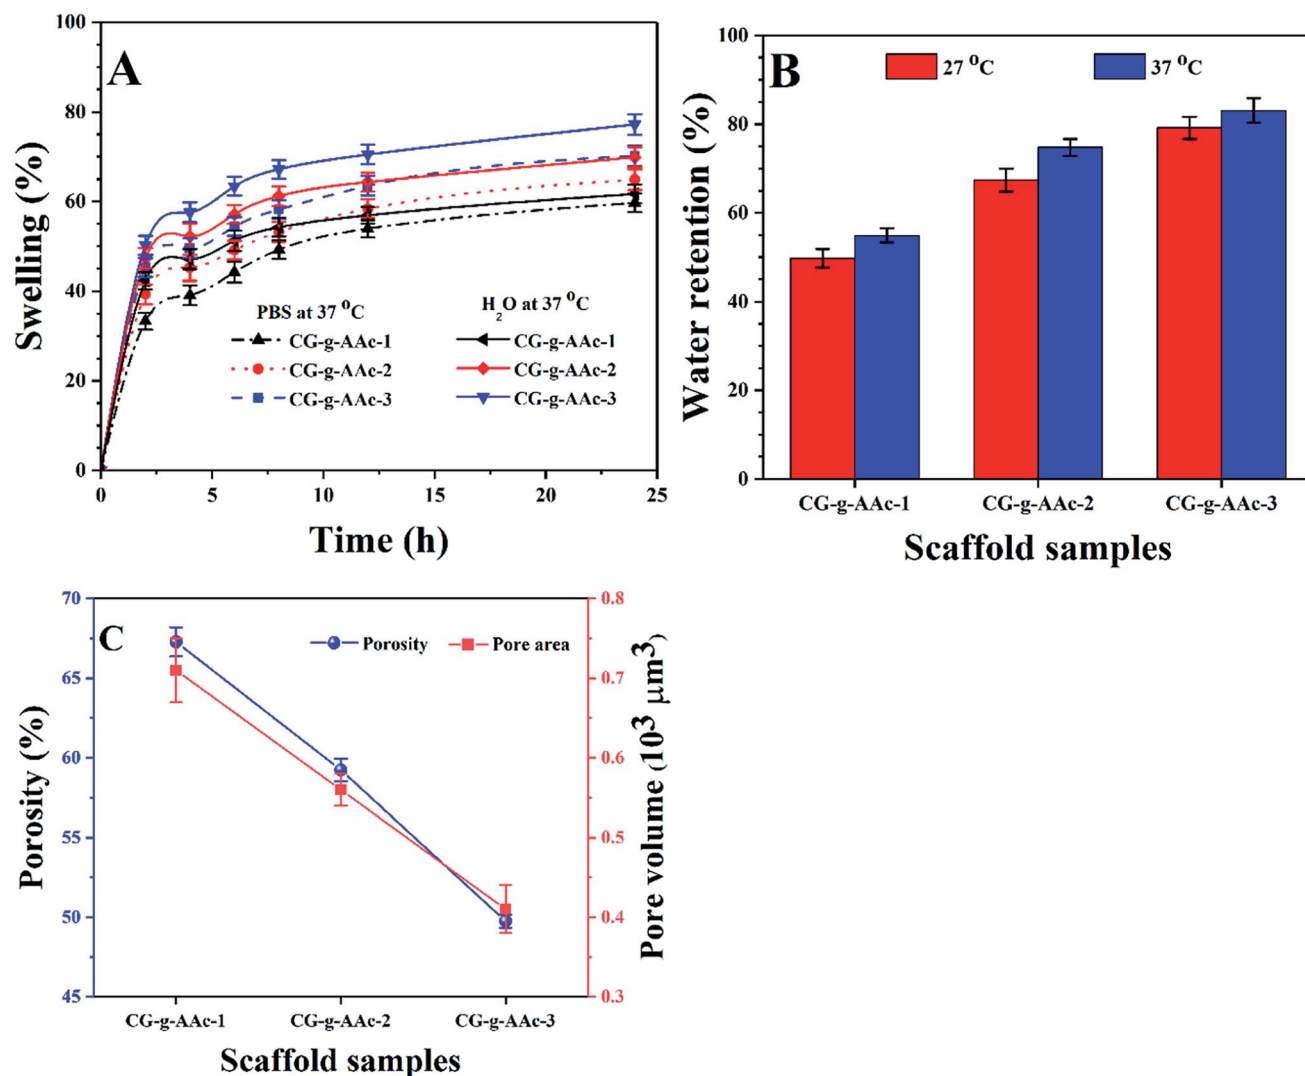 A
100
80
60
40
20
0
Swelling (%)
PBS at 37 ⁰C
H₂O at 37 ⁰C
CG-g-AAc-1
CG-g-AAc-1
CG-g-AAc-2
CG-g-AAc-2
CG-g-AAc-3
CG-g-AAc-3
0 5 10 15 20 25
Time (h)
B
27 ⁰C
37 ⁰C
100
80
60
40
20
0
Water retention (%)
CG-g-AAc-1 CG-g-AAc-2 CG-g-AAc-3
Scaffold samples
C
Porosity
Pore area
70
65
60
55
50
45
Porosity (%)
0.8
0.7
0.6
0.5
0.4
0.3
Pore volume (10³ μm³)
CG-g-AAc-1 CG-g-AAc-2 CG-g-AAc-3
Scaffold samples